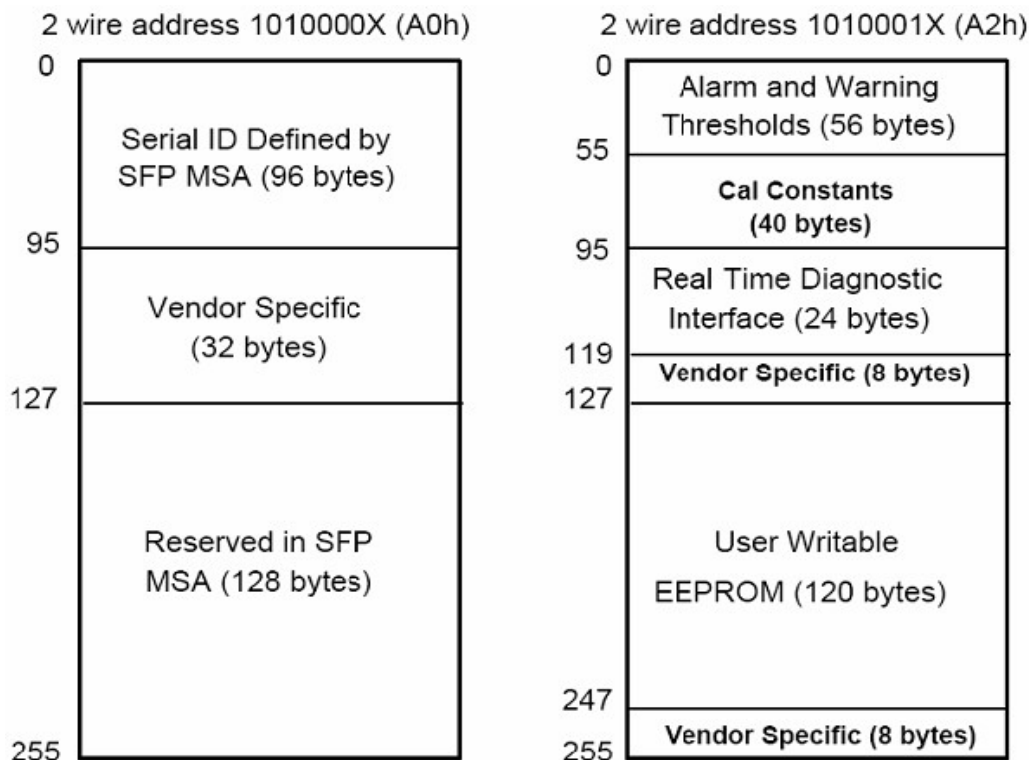 2 wire address 1010000X (A0h)
0
Serial ID Defined by
SFP MSA (96 bytes)
95
Vendor Specific
(32 bytes)
127
Reserved in SFP
MSA (128 bytes)
255
2 wire address 1010001X (A2h)
0
Alarm and Warning
Thresholds (56 bytes)
55
Cal Constants
(40 bytes)
95
Real Time Diagnostic
Interface (24 bytes)
119
Vendor Specific (8 bytes)
127
User Writable
EEPROM (120 bytes)
247
Vendor Specific (8 bytes)
255